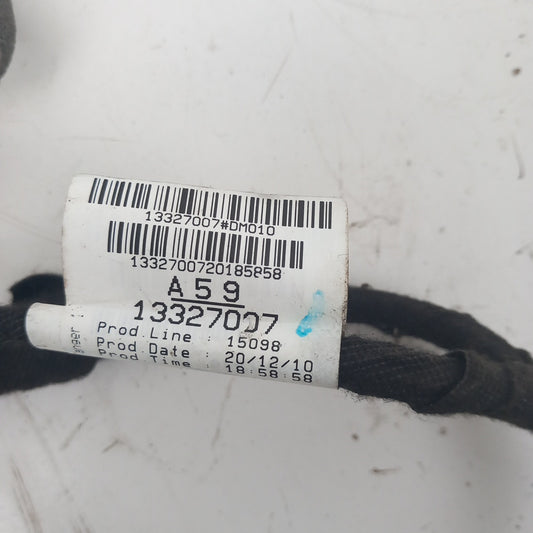 13327007#DM010
1332700720185858
A59
13327007
Prod.Line : 15098
Prod.Date : 20/12/10
Prod Time : 18:58:58